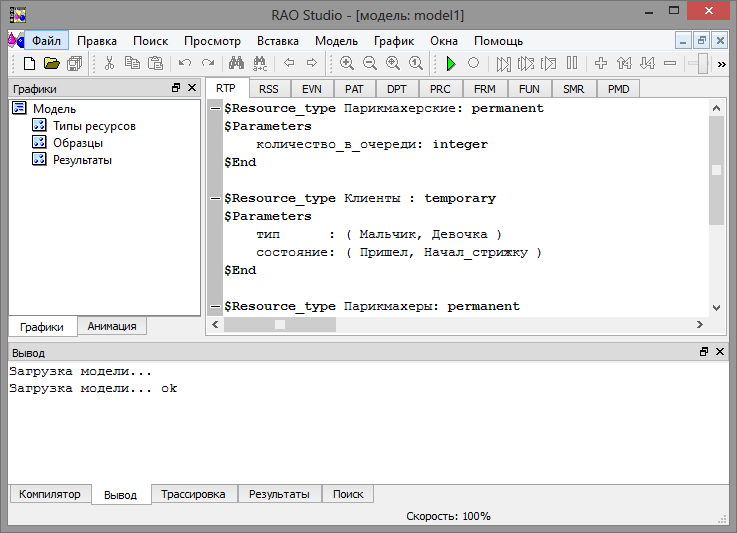 RAO Studio - [модель: model1]
Файл Правка Поиск Просмотр Вставка Модель График Окна Помощь
Графики
Модель
Типы ресурсов
Образцы
Результаты
Графики Анимация
RTP RSS EVN PAT DPT PRC FRM FUN SMR PMD
$Resource_type Парикмахерские: permanent
$Parameters
количество_в_очереди: integer
$End
$Resource_type Клиенты : temporary
$Parameters
тип : ( Мальчик, Девочка )
состояние: ( Пришел, Начал_стрижку )
$End
$Resource_type Парикмахеры: permanent
Вывод
Загрузка модели...
Загрузка модели... ok
Компилятор Вывод Трассировка Результаты Поиск
Скорость: 100%